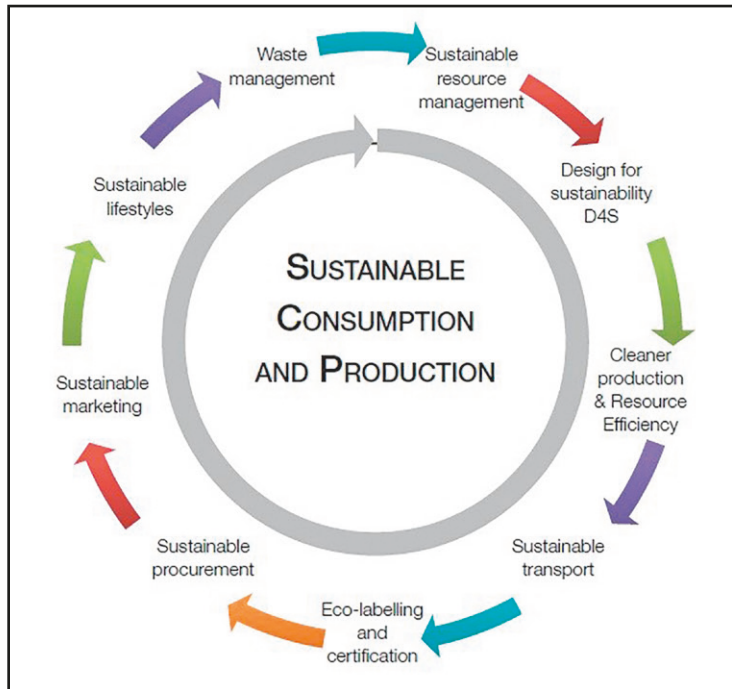 Waste
management
Sustainable
resource
management
Design for
sustainability
D4S
Cleaner
production
& Resource
Efficiency
Sustainable
transport
Eco-labelling
and
certification
Sustainable
procurement
Sustainable
marketing
Sustainable
lifestyles
SUSTAINABLE
CONSUMPTION
AND PRODUCTION